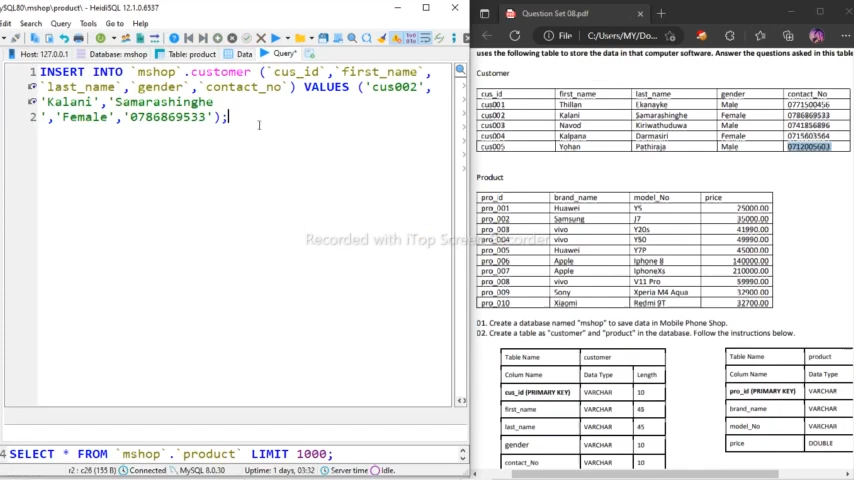 ySQL80\mshop\product\ - HeidiSQL 12.1.0.6537
Edit Search Query Tools Go to Help
Host: 127.0.0.1 Database: mshop Table: product Data Query*
1 INSERT INTO `mshop`.customer (`cus_id`,`first_name`,
`last_name`,`gender`,`contact_no`) VALUES ('cus002',
'Kalani','Samarashinghe
2 ','Female','0786869533');
4 SELECT * FROM `mshop`.`product` LIMIT 1000;
r2 : c26 (155 B) Connected MySQL 8.0.30 Uptime: 1 days, 03:32 Server time Idle.
Recorded with iTop Screen Recorder
Question Set 08.pdf
File C:/Users/MY/Do...
uses the following table to store the data in that computer software. Answer the questions asked in this table
Customer
cus_id first_name last_name gender contact_No
cus001 Thillan Ekanayke Male 0771500456
cus002 Kalani Samarashinghe Female 0786869533
cus003 Navod Kiriwathuduwa Male 0741856896
cus004 Kalpana Darmasiri Female 0715603564
cus005 Yohan Pathiraja Male 0712005603
Product
pro_id brand_name model_No price
pro_001 Huawei Y5 25000.00
pro_002 Samsung J7 35000.00
pro_003 vivo Y20s 41990.00
pro_004 vivo Y50 49990.00
pro_005 Huawei Y7P 45000.00
pro_006 Apple Iphone 8 140000.00
pro_007 Apple IphoneXs 210000.00
pro_008 vivo V11 Pro 59990.00
pro_009 Sony Xperia M4 Aqua 32900.00
pro_010 Xiaomi Redmi 9T 32700.00
01. Create a database named "mshop" to save data in Mobile Phone Shop.
02. Create a table as "customer" and "product" in the database. Follow the instructions below.
Table Name customer
Colum Name Data Type Length
cus_id (PRIMARY KEY) VARCHAR 10
first_name VARCHAR 45
last_name VARCHAR 45
gender VARCHAR 10
contact_No VARCHAR 10
Table Name product
Colum Name Data Type
pro_id (PRIMARY KEY) VARCHAR
brand_name VARCHAR
model_No VARCHAR
price DOUBLE